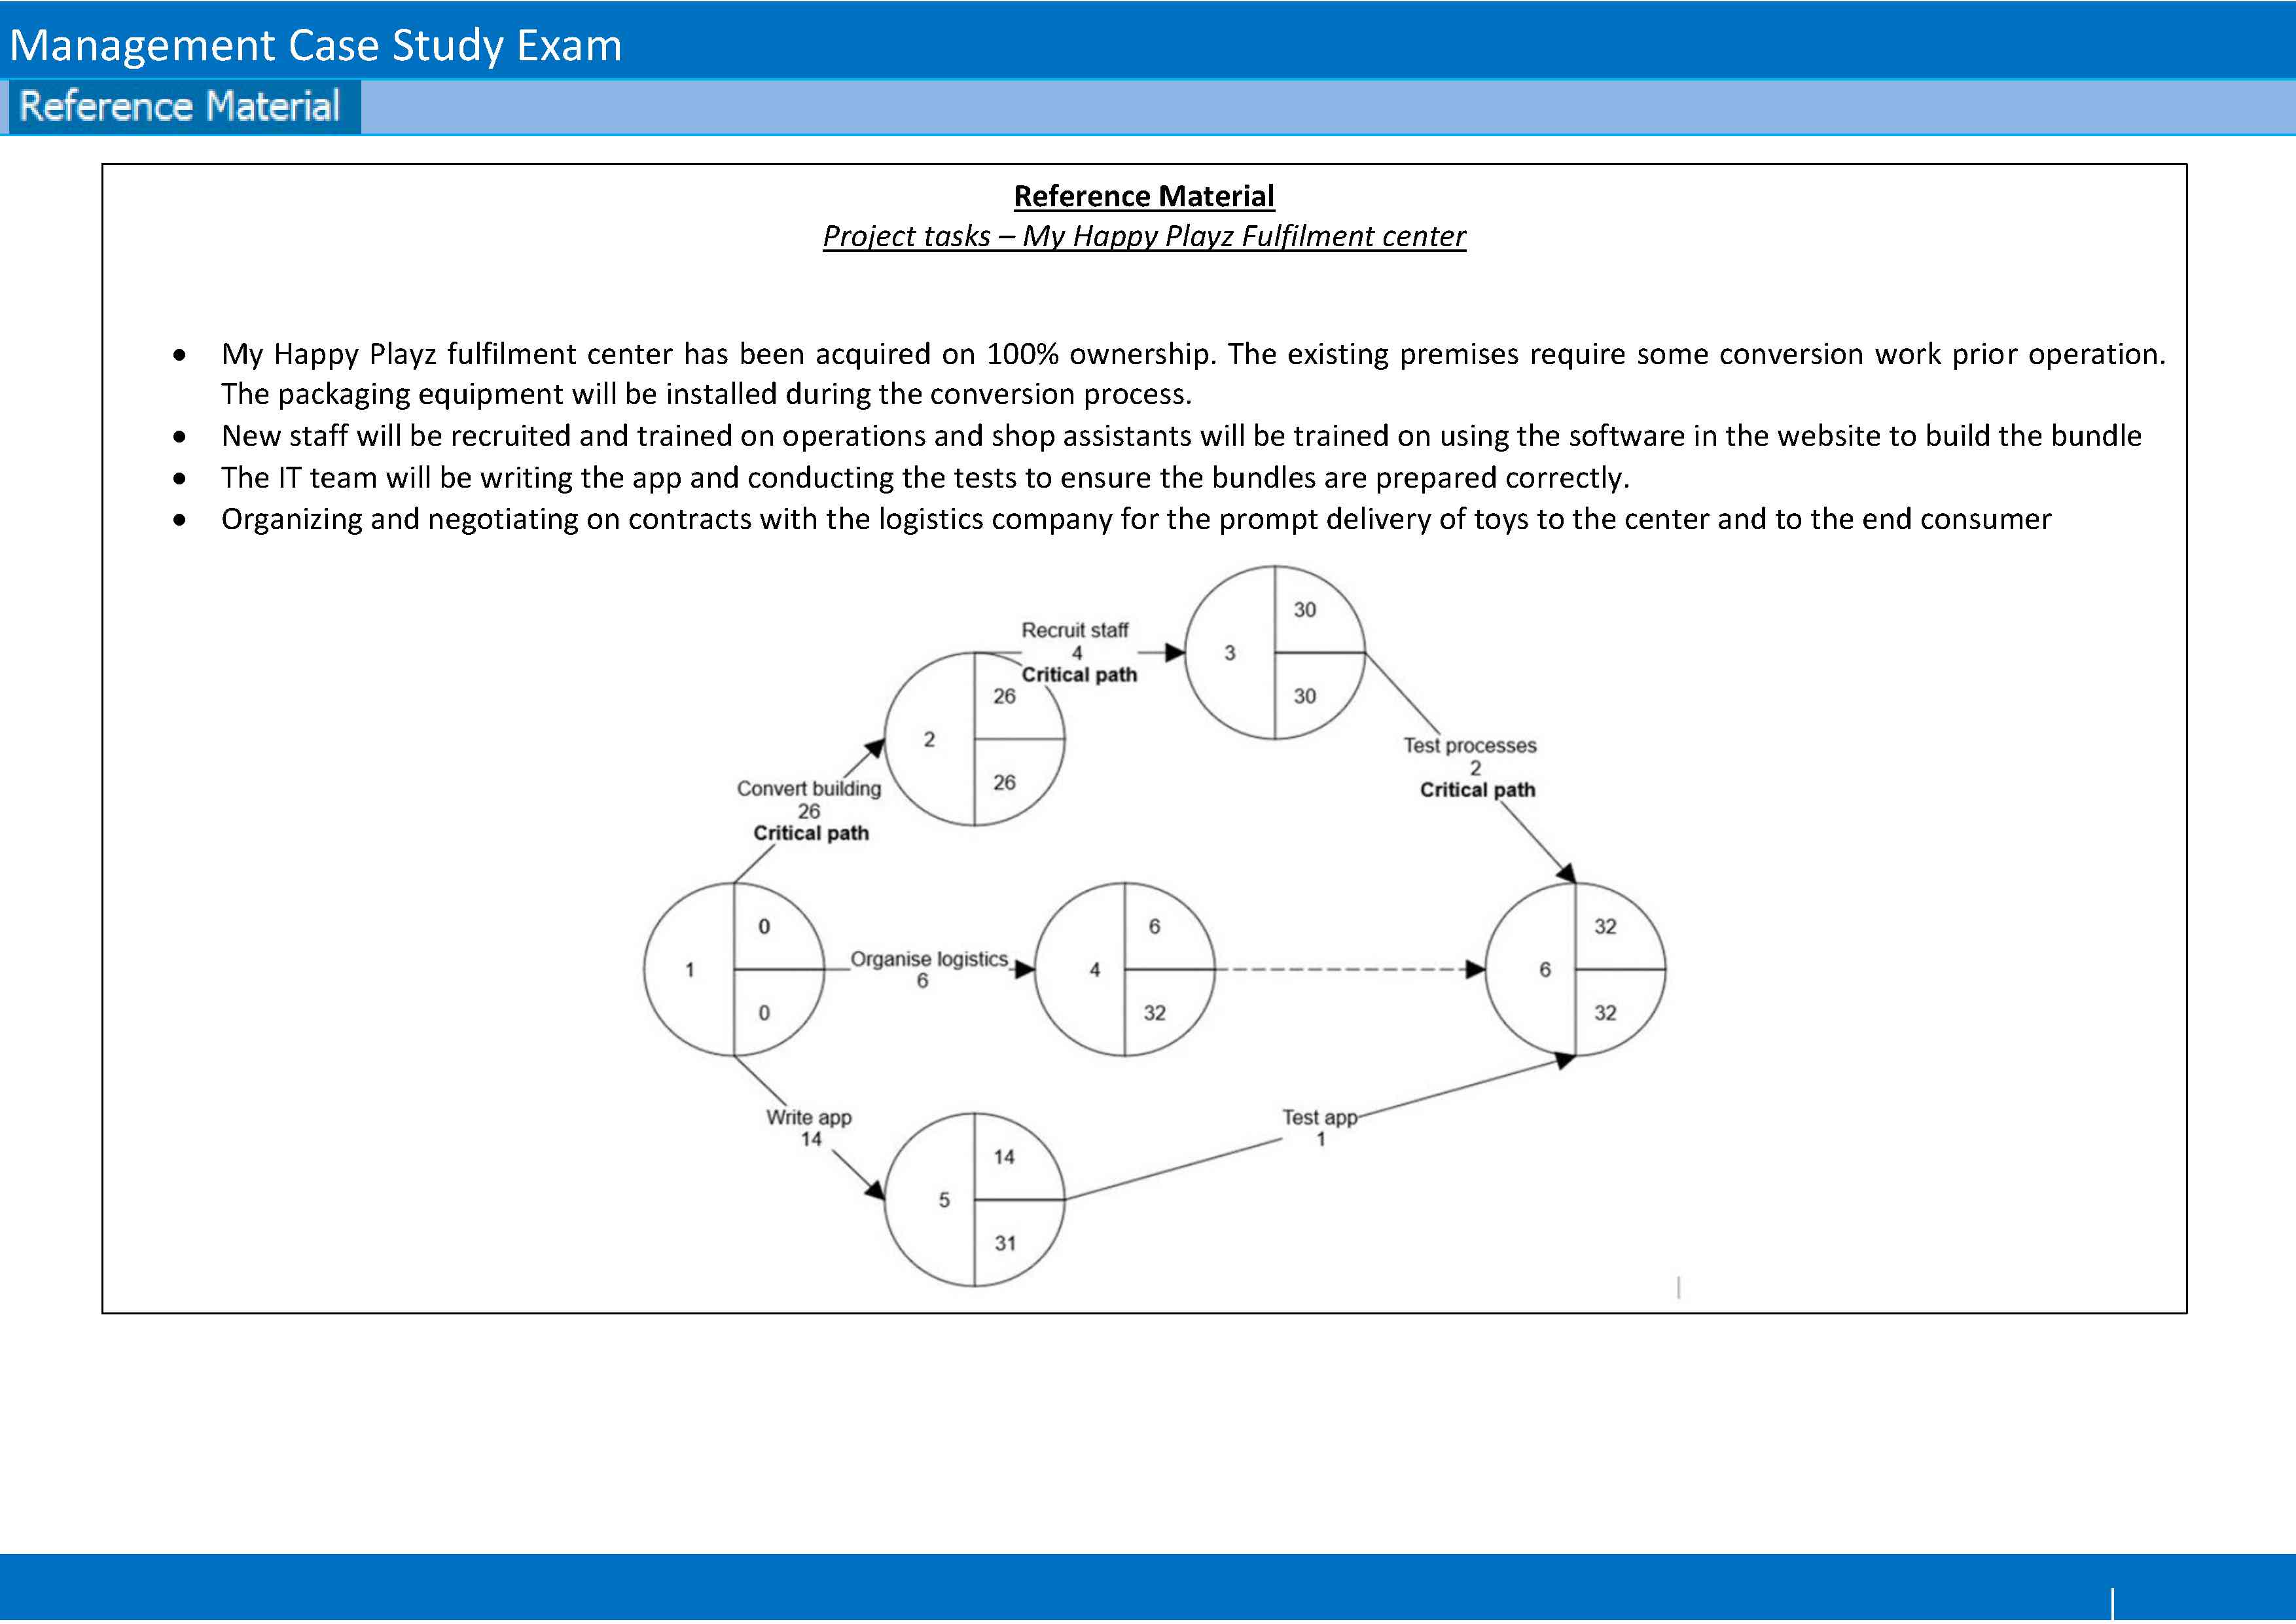 Management Case Study Exam
Reference Material
Reference Material
Project tasks – My Happy Playz Fulfilment center
• My Happy Playz fulfilment center has been acquired on 100% ownership. The existing premises require some conversion work prior operation.
The packaging equipment will be installed during the conversion process.
• New staff will be recruited and trained on operations and shop assistants will be trained on using the software in the website to build the bundle
• The IT team will be writing the app and conducting the tests to ensure the bundles are prepared correctly.
• Organizing and negotiating on contracts with the logistics company for the prompt delivery of toys to the center and to the end consumer
Recruit staff
4
Critical path
3
30
30
2
26
26
Test processes
2
Critical path
Convert building
26
Critical path
1
0
0
Organise logistics
6
4
6
32
6
32
32
Write app
14
5
14
31
Test app
1